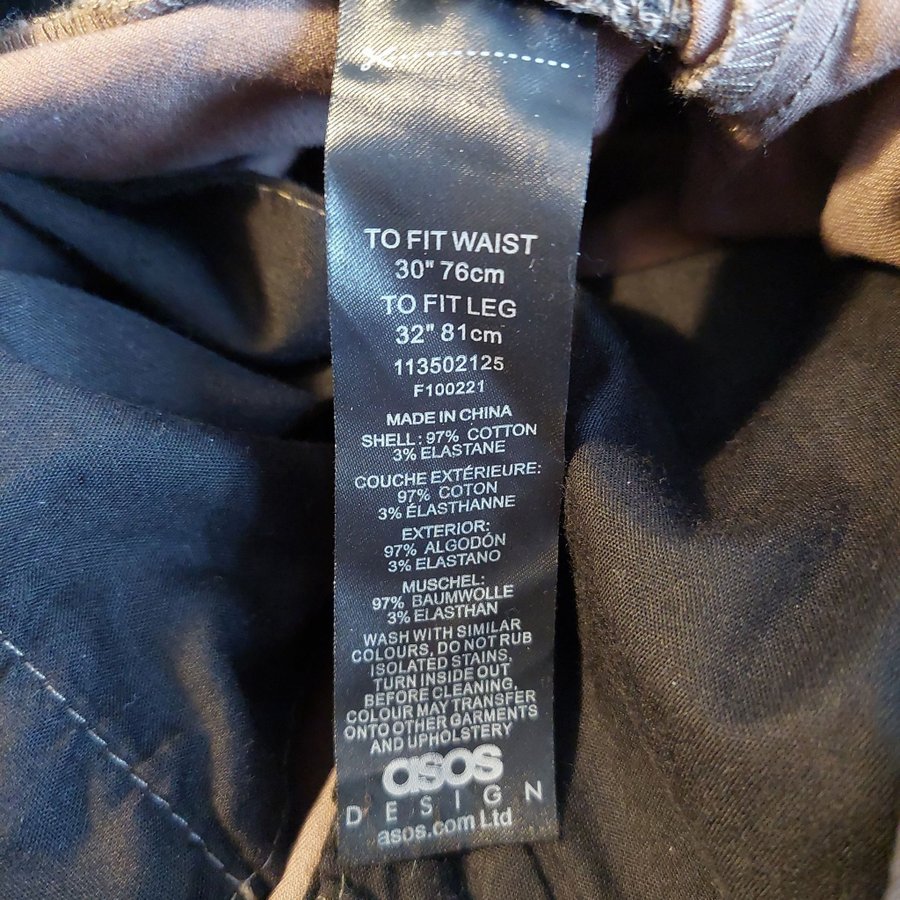 TO FIT WAIST
30" 76cm
TO FIT LEG
32" 81cm
113502125
F100221
MADE IN CHINA
SHELL: 97% COTTON
3% ELASTANE
COUCHE EXTÉRIEURE:
97% COTON
3% ÉLASTHANNE
EXTERIOR:
97% ALGODÓN
3% ELASTANO
MUSCHEL:
97% BAUMWOLLE
3% ELASTHAN
WASH WITH SIMILAR
COLOURS, DO NOT RUB
ISOLATED STAINS,
TURN INSIDE OUT
BEFORE CLEANING,
COLOUR MAY TRANSFER
ONTO OTHER GARMENTS
AND UPHOLSTERY
asos
DESIGN
asos.com Ltd